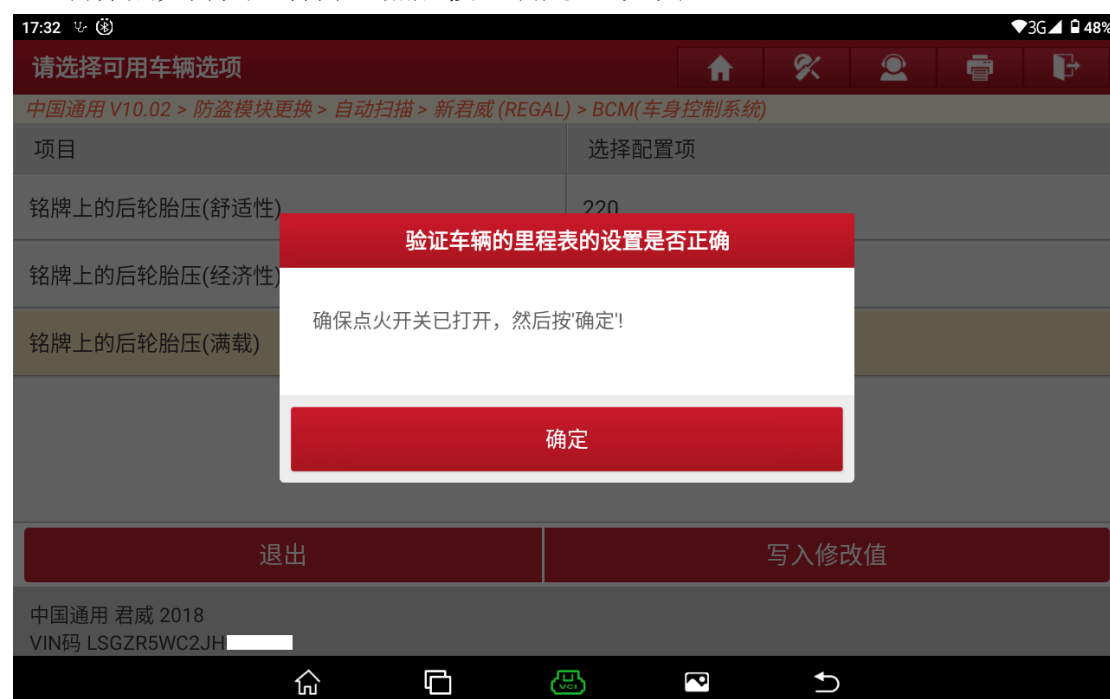 17:32
3G 48%
请选择可用车辆选项
中国通用 V10.02 > 防盗模块更换 > 自动扫描 > 新君威 (REGAL) > BCM(车身控制系统)
项目 选择配置项
铭牌上的后轮胎压(舒适性) 220
验证车辆的里程表的设置是否正确
铭牌上的后轮胎压(经济性)
确保点火开关已打开，然后按'确定'!
铭牌上的后轮胎压(满载)
确定
退出 写入修改值
中国通用 君威 2018
VIN码 LSGZR5WC2JH
VCI